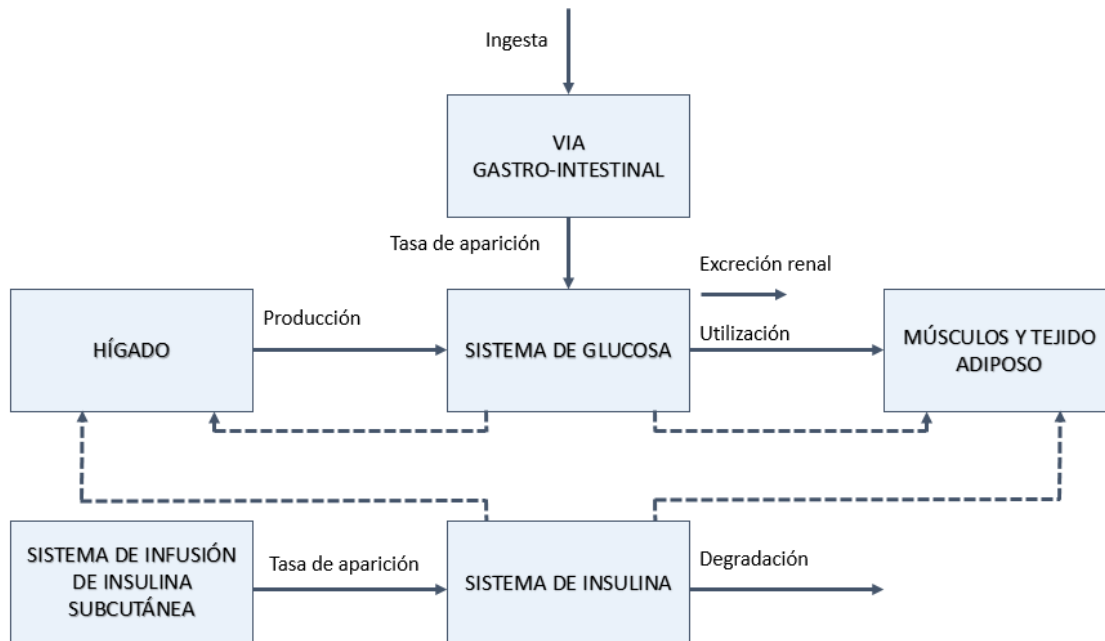 Ingesta
VIA
GASTRO-INTESTINAL
Tasa de aparición
Excreción renal
Producción
Utilización
HÍGADO
SISTEMA DE GLUCOSA
MÚSCULOS Y TEJIDO
ADIPOSO
SISTEMA DE INFUSIÓN
DE INSULINA
SUBCUTÁNEA
Tasa de aparición
SISTEMA DE INSULINA
Degradación